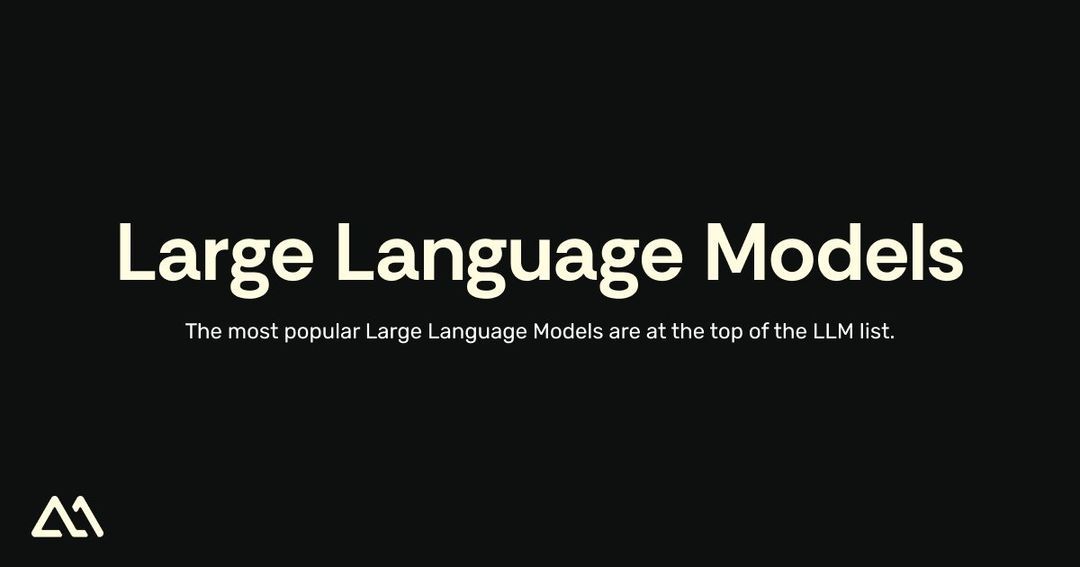 Large Language Models
The most popular Large Language Models are at the top of the LLM list.